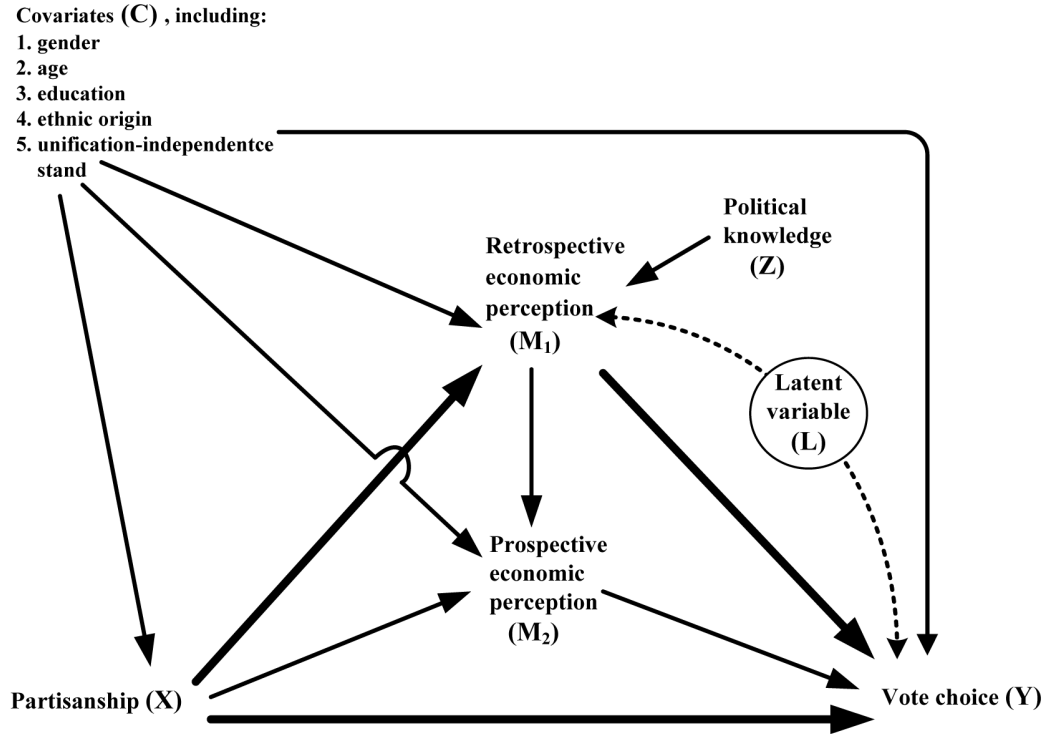 Covariates (C) , including:
1. gender
2. age
3. education
4. ethnic origin
5. unification-independentce
stand
Political
knowledge
(Z)
Retrospective
economic
perception
(M₁)
Latent
variable
(L)
Prospective
economic
perception
(M₂)
Partisanship (X)
Vote choice (Y)